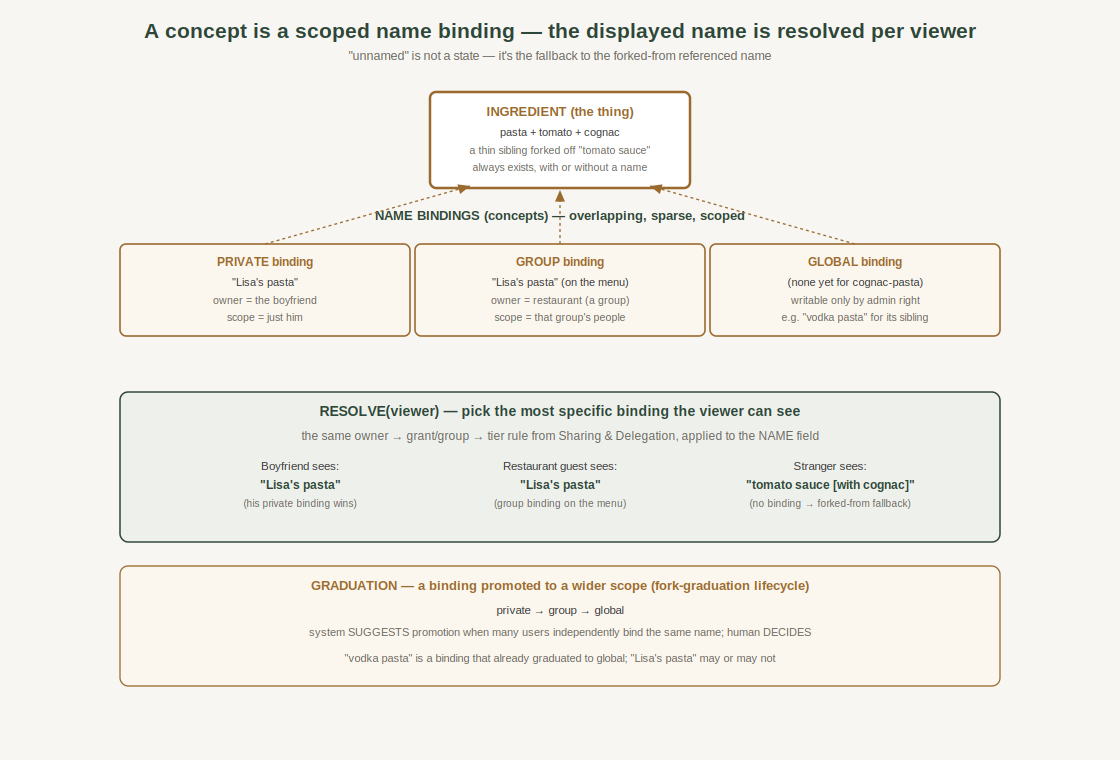 A concept is a scoped name binding — the displayed name is resolved per viewer
"unnamed" is not a state — it's the fallback to the forked-from referenced name
INGREDIENT (the thing)
pasta + tomato + cognac
a thin sibling forked off "tomato sauce"
always exists, with or without a name
NAME BINDINGS (concepts) — overlapping, sparse, scoped
PRIVATE binding
"Lisa's pasta"
owner = the boyfriend
scope = just him
GROUP binding
"Lisa's pasta" (on the menu)
owner = restaurant (a group)
scope = that group's people
GLOBAL binding
(none yet for cognac-pasta)
writable only by admin right
e.g. "vodka pasta" for its sibling
RESOLVE(viewer) — pick the most specific binding the viewer can see
the same owner → grant/group → tier rule from Sharing & Delegation, applied to the NAME field
Boyfriend sees:
"Lisa's pasta"
(his private binding wins)
Restaurant guest sees:
"Lisa's pasta"
(group binding on the menu)
Stranger sees:
"tomato sauce [with cognac]"
(no binding → forked-from fallback)
GRADUATION — a binding promoted to a wider scope (fork-graduation lifecycle)
private → group → global
system SUGGESTS promotion when many users independently bind the same name; human DECIDES
"vodka pasta" is a binding that already graduated to global; "Lisa's pasta" may or may not